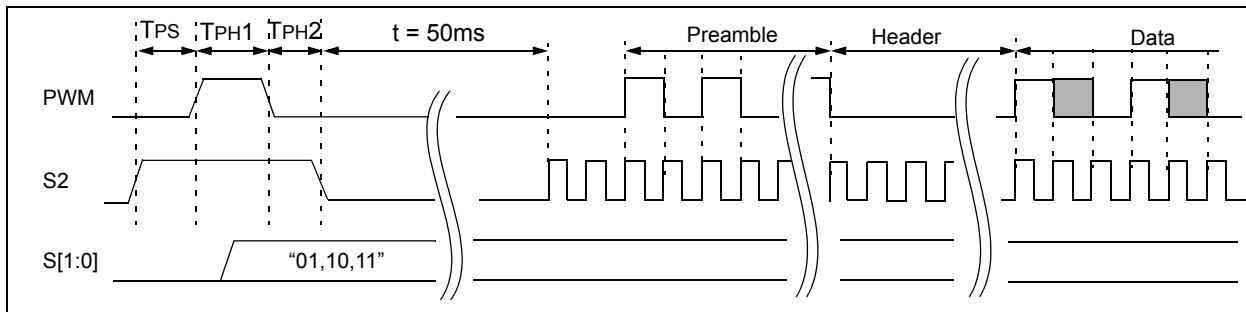 TPS TPH1 TPH2 t = 50ms Preamble Header Data
PWM
S2
S[1:0] “01,10,11”